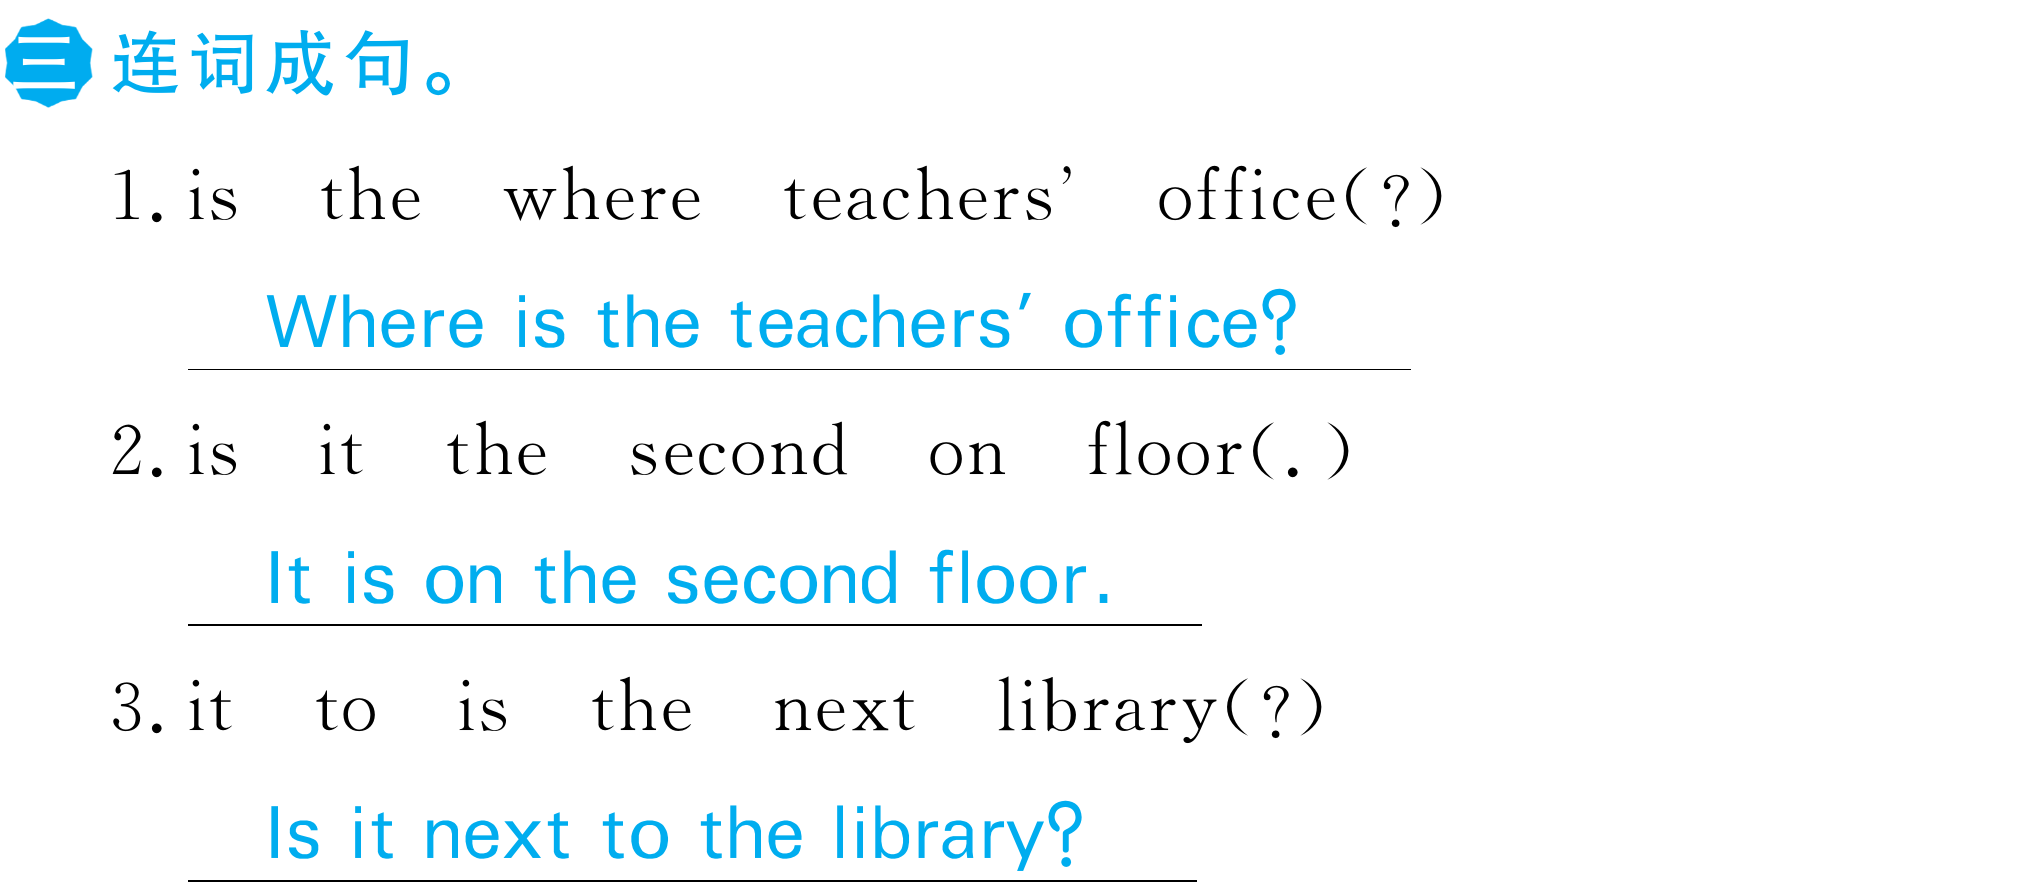 三 连词成句。
1. is the where teachers’ office(?)
Where is the teachers’ office?
2. is it the second on floor(.)
It is on the second floor.
3. it to is the next library(?)
Is it next to the library?